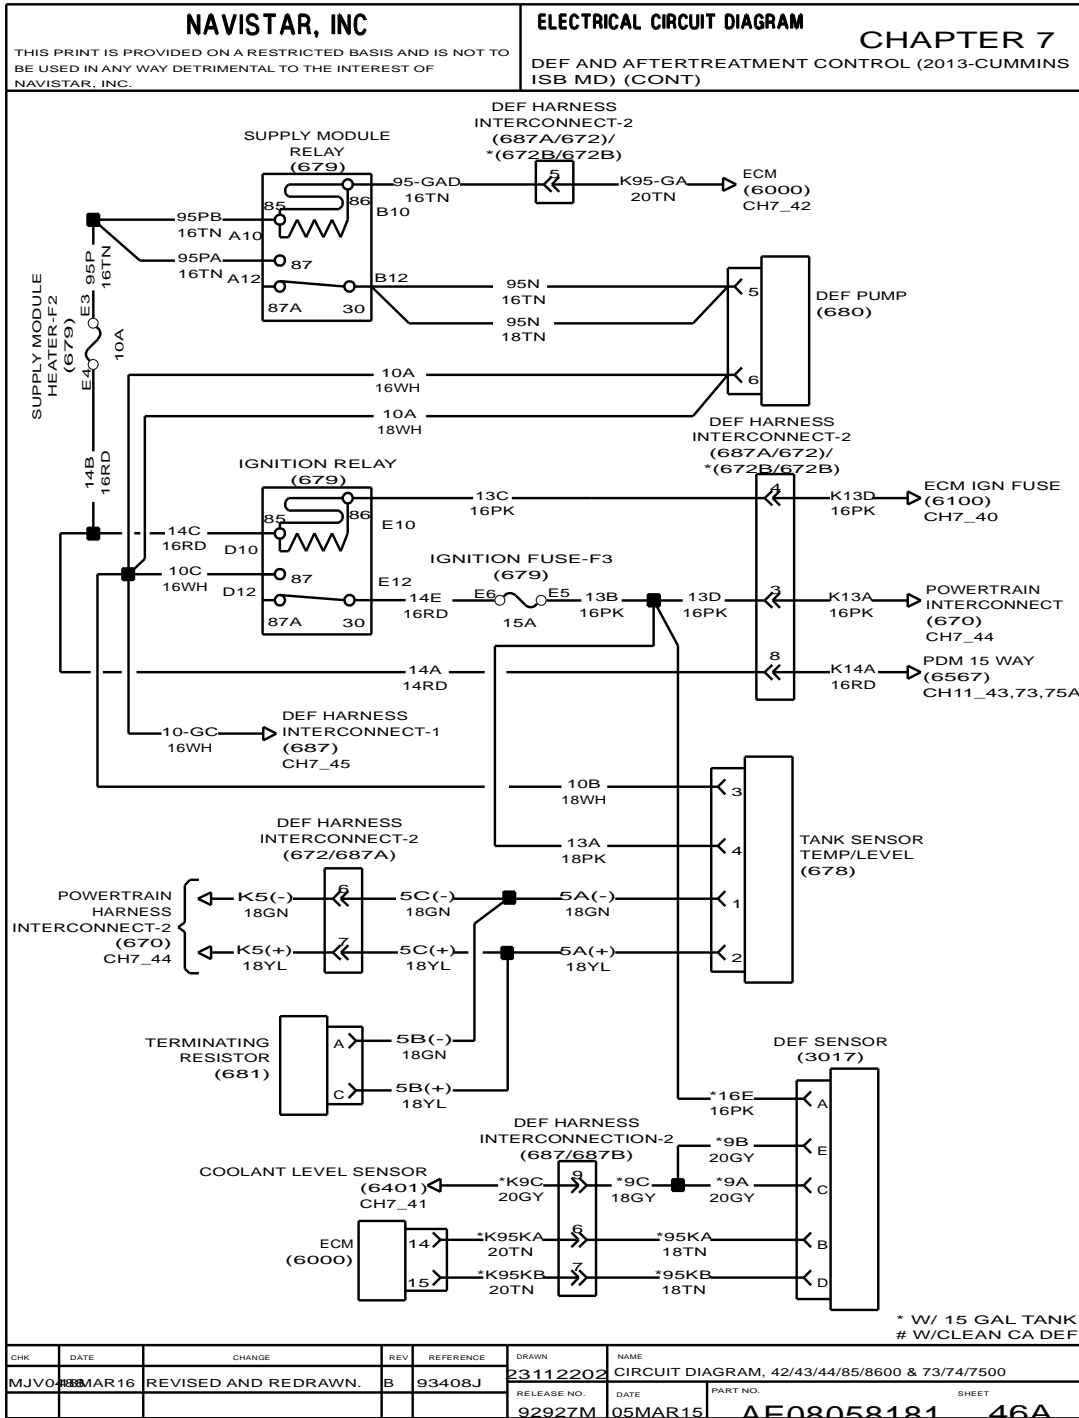 NAVISTAR, INC
THIS PRINT IS PROVIDED ON A RESTRICTED BASIS AND IS NOT TO
BE USED IN ANY WAY DETRIMENTAL TO THE INTEREST OF
NAVISTAR, INC.
ELECTRICAL CIRCUIT DIAGRAM
CHAPTER 7
DEF AND AFTERTREATMENT CONTROL (2013-CUMMINS
ISB MD) (CONT)
DEF HARNESS
INTERCONNECT-2
(687A/672)/
*(672B/672B)
SUPPLY MODULE
RELAY
(679)
85
86
B10
95-GAD
16TN
5
K95-GA
20TN
ECM
(6000)
CH7_42
95PB
16TN
A10
95PA
16TN
A12
87
87A
30
B12
95N
16TN
95N
18TN
5
6
DEF PUMP
(680)
95P
16TN
SUPPLY MODULE
HEATER-F2
(679)
E3
E4
10A
14B
16RD
10A
16WH
10A
18WH
DEF HARNESS
INTERCONNECT-2
(687A/672)/
*(672B/672B)
IGNITION RELAY
(679)
85
86
E10
13C
16PK
4
K13D
16PK
ECM IGN FUSE
(6100)
CH7_40
14C
16RD
D10
10C
16WH
D12
87
87A
30
E12
14E
16RD
IGNITION FUSE-F3
(679)
E6
E5
15A
13B
16PK
13D
16PK
3
K13A
16PK
POWERTRAIN
INTERCONNECT
(670)
CH7_44
14A
14RD
8
K14A
16RD
PDM 15 WAY
(6567)
CH11_43,73,75A
10-GC
16WH
DEF HARNESS
INTERCONNECT-1
(687)
CH7_45
10B
18WH
3
13A
18PK
4
TANK SENSOR
TEMP/LEVEL
(678)
DEF HARNESS
INTERCONNECT-2
(672/687A)
POWERTRAIN
HARNESS
INTERCONNECT-2
(670)
CH7_44
K5(-)
18GN
6
5C(-)
18GN
5A(-)
18GN
1
K5(+)
18YL
7
5C(+)
18YL
5A(+)
18YL
2
TERMINATING
RESISTOR
(681)
A
5B(-)
18GN
C
5B(+)
18YL
DEF SENSOR
(3017)
*16E
16PK
A
DEF HARNESS
INTERCONNECTION-2
(687/687B)
*9B
20GY
E
COOLANT LEVEL SENSOR
(6401)
CH7_41
*K9C
20GY
9
*9C
18GY
*9A
20GY
C
ECM
(6000)
14
*K95KA
20TN
6
*95KA
18TN
B
15
*K95KB
20TN
7
*95KB
18TN
D
* W/ 15 GAL TANK
# W/CLEAN CA DEF
CHK DATE CHANGE REV REFERENCE
MAR16 REVISED AND REDRAWN. B 93408J
DRAWN
23112202
NAME
CIRCUIT DIAGRAM, 42/43/44/85/8600 & 73/74/7500
RELEASE NO.
92927M
DATE
05MAR15
PART NO.
AE08058181
SHEET
46A